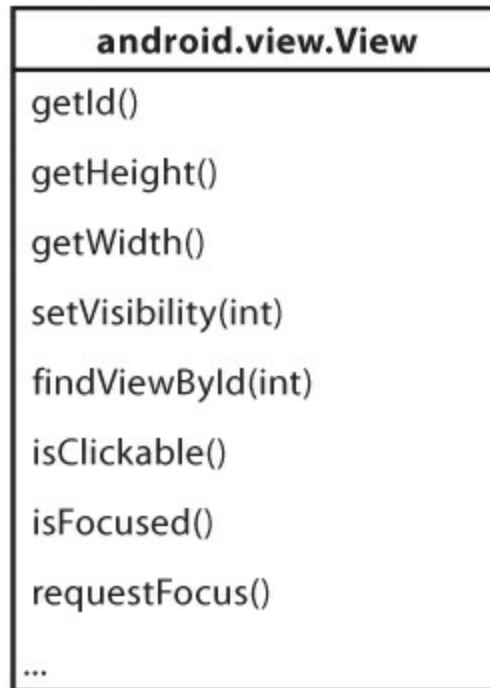 android.view.View
getId()
getHeight()
getWidth()
setVisibility(int)
findViewById(int)
isClickable()
isFocused()
requestFocus()
...